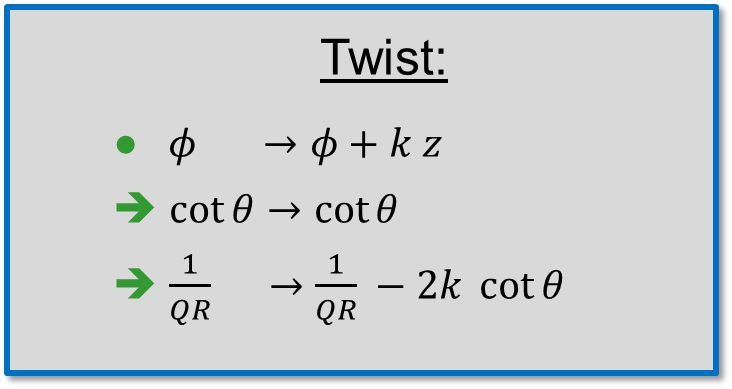 Twist:
• ϕ → ϕ + k z
➔ cot θ → cot θ
➔ 1/QR → 1/QR − 2k cot θ